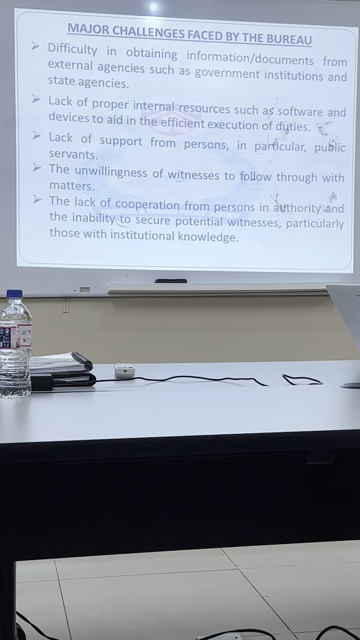 MAJOR CHALLENGES FACED BY THE BUREAU
➢ Difficulty in obtaining information/documents from
external agencies such as government institutions and
state agencies.
➢ Lack of proper internal resources such as software and
devices to aid in the efficient execution of duties.
➢ Lack of support from persons, in particular, public
servants.
➢ The unwillingness of witnesses to follow through with
matters.
➢ The lack of cooperation from persons in authority and
the inability to secure potential witnesses, particularly
those with institutional knowledge.